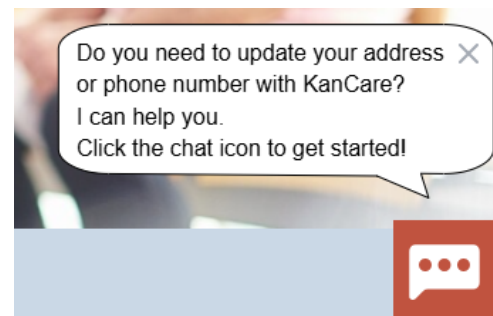 Do you need to update your address
or phone number with KanCare?
I can help you.
Click the chat icon to get started!